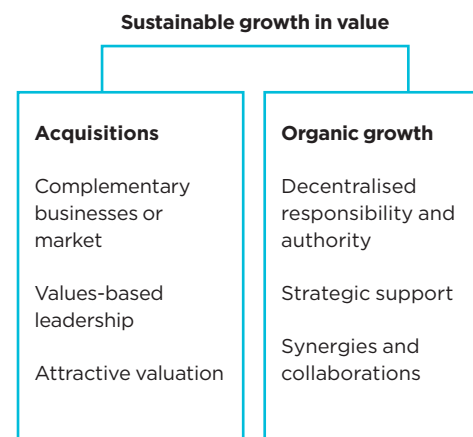 Sustainable growth in value
Acquisitions
Complementary
businesses or
market
Values-based
leadership
Attractive valuation
Organic growth
Decentralised
responsibility and
authority
Strategic support
Synergies and
collaborations